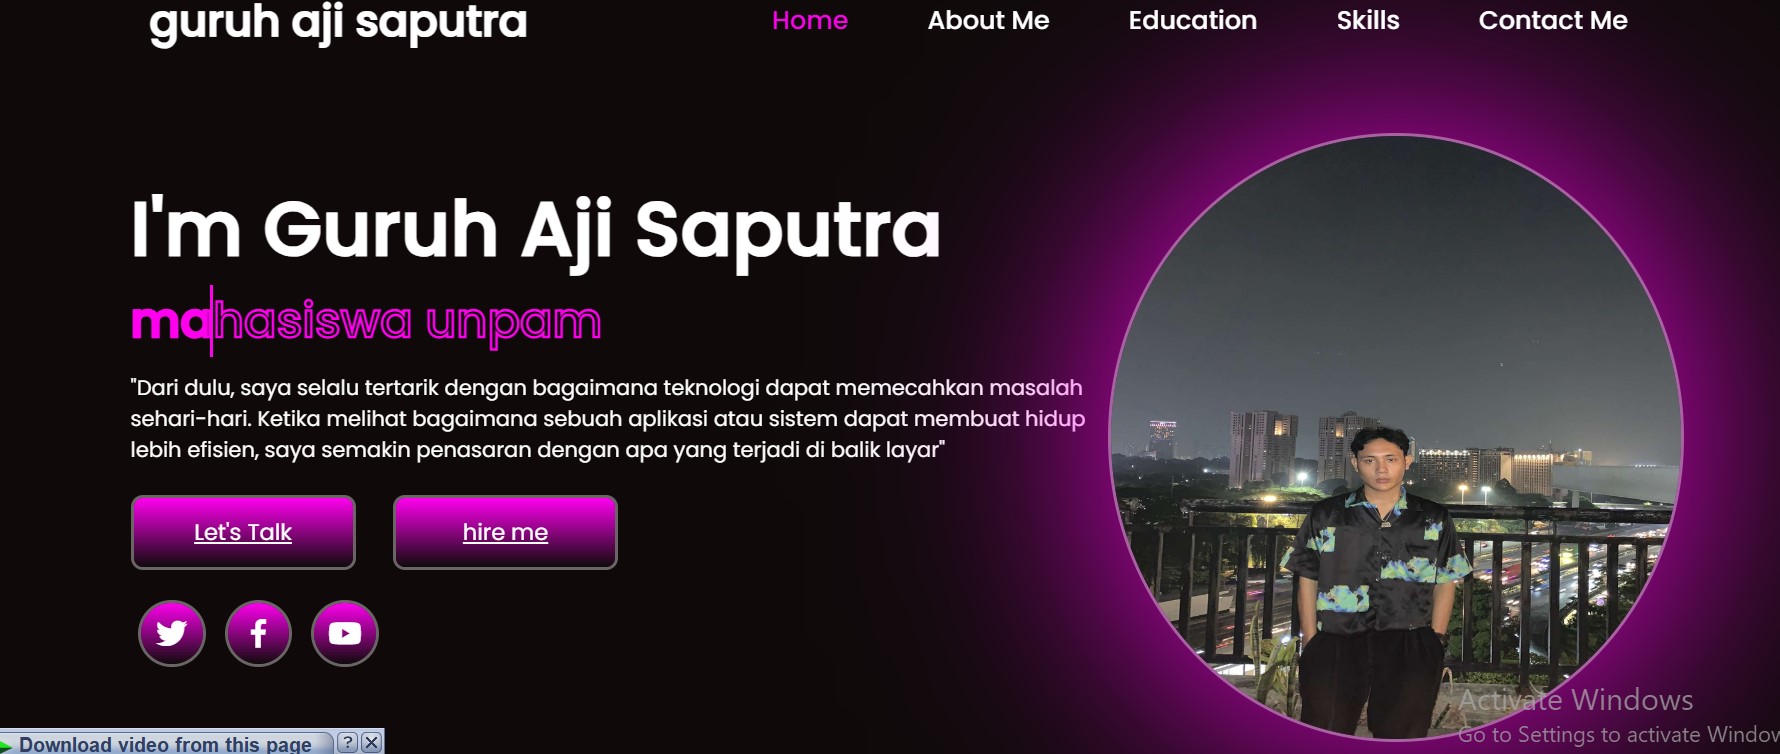 guruh aji saputra
Home About Me Education Skills Contact Me
I'm Guruh Aji Saputra
mahasiswa unpam
"Dari dulu, saya selalu tertarik dengan bagaimana teknologi dapat memecahkan masalah
sehari-hari. Ketika melihat bagaimana sebuah aplikasi atau sistem dapat membuat hidup
lebih efisien, saya semakin penasaran dengan apa yang terjadi di balik layar"
Let's Talk hire me
Activate Windows
Go to Settings to activate Window
Download video from this page ?